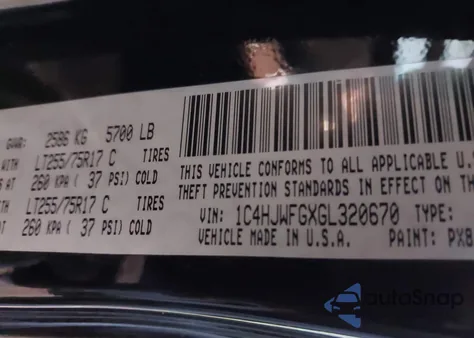 GVWR: 2586 KG 5700 LB
WITH LT255/75R17 C TIRES
AT 260 KPA ( 37 PSI) COLD
WITH LT255/75R17 C TIRES
AT 260 KPA ( 37 PSI) COLD
THIS VEHICLE CONFORMS TO ALL APPLICABLE U
THEFT PREVENTION STANDARDS IN EFFECT ON THE
VIN: 1C4HJWFGXGL320670 TYPE:
VEHICLE MADE IN U.S.A. PAINT: PX8
autoSnap